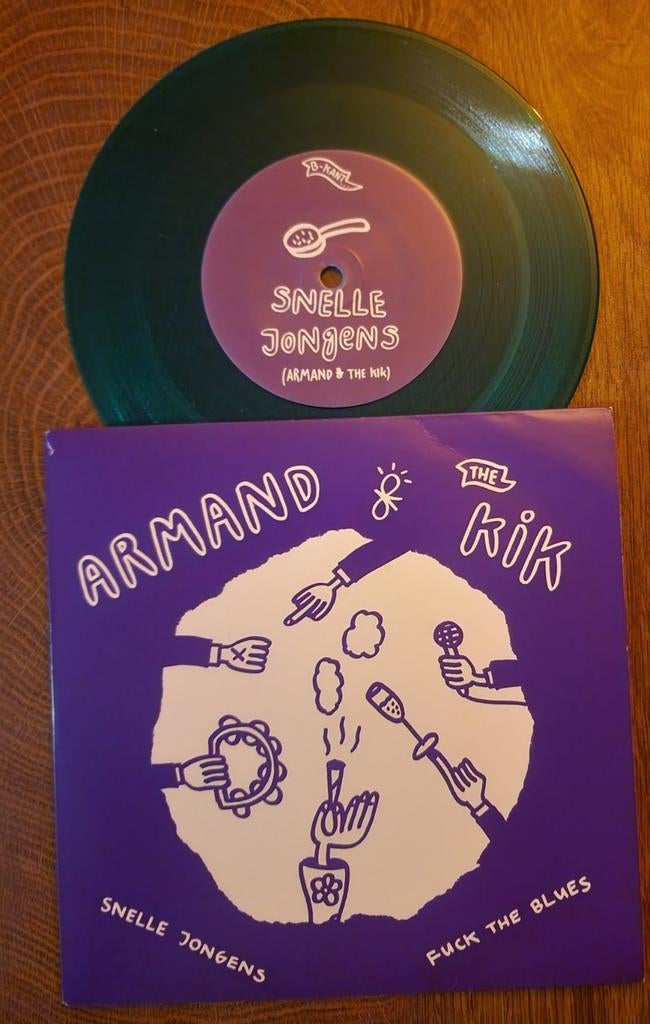 B-KANT
SNELLE
JONGENS
(ARMAND & THE KIK)
ARMAND & THE KIK
SNELLE JONGENS
FUCK THE BLUES